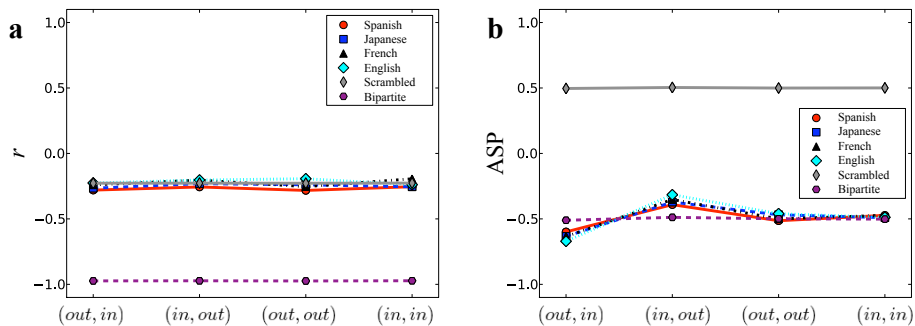 a
1.0
0.5
0.0
−0.5
−1.0
r
Spanish
Japanese
French
English
Scrambled
Bipartite
(out, in)
(in, out)
(out, out)
(in, in)
b
1.0
0.5
0.0
−0.5
−1.0
ASP
Spanish
Japanese
French
English
Scrambled
Bipartite
(out, in)
(in, out)
(out, out)
(in, in)